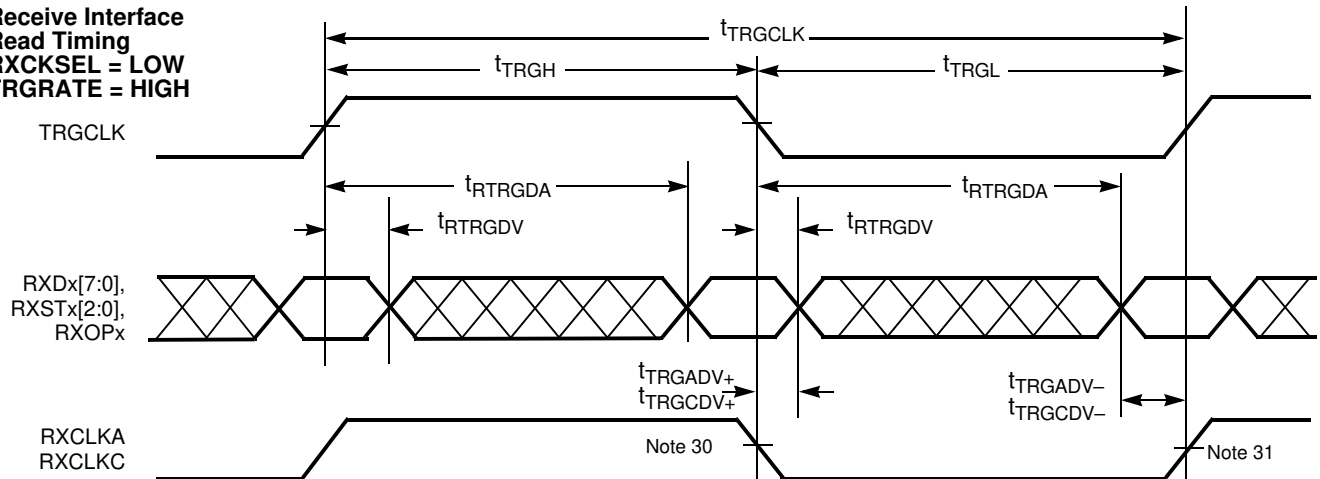 Receive Interface
Read Timing
RXCKSEL = LOW
TRGRATE = HIGH
tTRGCLK
tTRGH
tTRGL
TRGCLK
tRTRGDA
tRTRGDA
tRTRGDV
tRTRGDV
RXDx[7:0],
RXSTx[2:0],
RXOPx
tTRGADV+
tTRGCDV+
tTRGADV–
tTRGCDV–
RXCLKA
RXCLKC
Note 30
Note 31